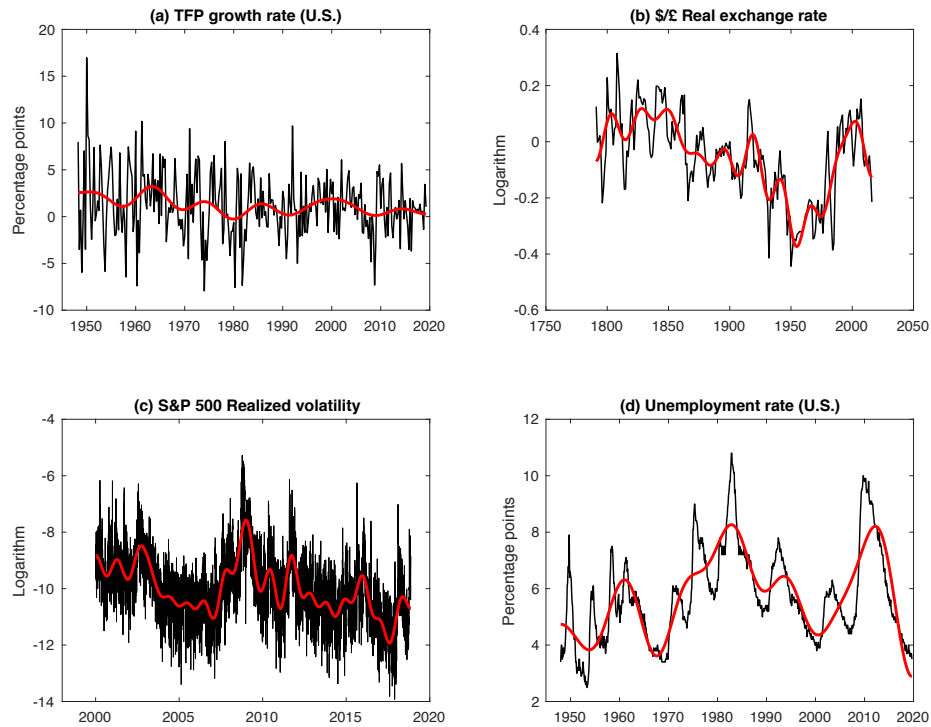 (a) TFP growth rate (U.S.)
20
15
10
5
0
-5
-10
Percentage points
1950 1960 1970 1980 1990 2000 2010 2020
(b) $/£ Real exchange rate
0.4
0.2
0
-0.2
-0.4
-0.6
Logarithm
1750 1800 1850 1900 1950 2000 2050
(c) S&P 500 Realized volatility
-4
-6
-8
-10
-12
-14
Logarithm
2000 2005 2010 2015 2020
(d) Unemployment rate (U.S.)
12
10
8
6
4
2
Percentage points
1950 1960 1970 1980 1990 2000 2010 2020